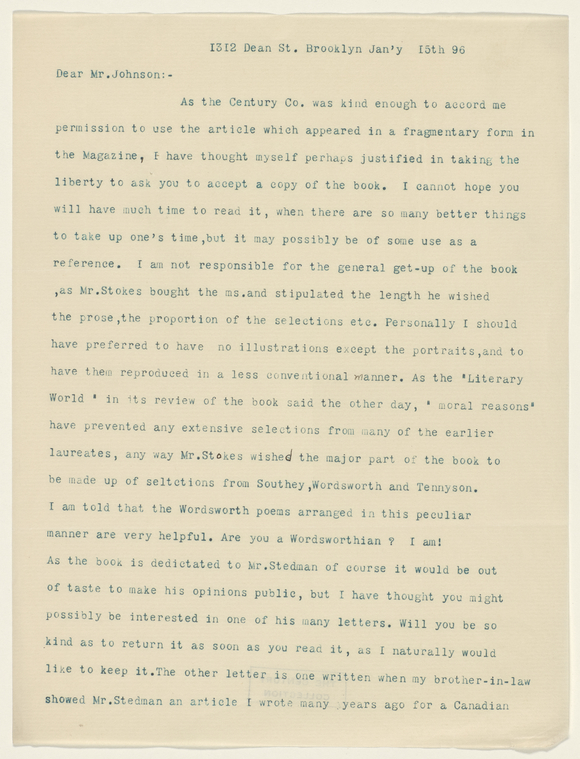 1312 Dean St. Brooklyn Jan'y 15th 96
Dear Mr.Johnson:-
As the Century Co. was kind enough to accord me
permission to use the article which appeared in a fragmentary form in
the Magazine, I have thought myself perhaps justified in taking the
liberty to ask you to accept a copy of the book. I cannot hope you
will have much time to read it, when there are so many better things
to take up one's time,but it may possibly be of some use as a
reference. I am not responsible for the general get-up of the book
,as Mr.Stokes bought the ms.and stipulated the length he wished
the prose,the proportion of the selections etc. Personally I should
have preferred to have no illustrations except the portraits,and to
have them reproduced in a less conventional manner. As the "Literary
World " in its review of the book said the other day, " moral reasons"
have prevented any extensive selections from many of the earlier
laureates, any way Mr.Stokes wished the major part of the book to
be made up of seltctions from Southey,Wordsworth and Tennyson.
I am told that the Wordsworth poems arranged in this peculiar
manner are very helpful. Are you a Wordsworthian ? I am!
As the book is dedictated to Mr.Stedman of course it would be out
of taste to make his opinions public, but I have thought you might
possibly be interested in one of his many letters. Will you be so
kind as to return it as soon as you read it, as I naturally would
like to keep it.The other letter is one written when my brother-in-law
showed Mr.Stedman an article I wrote many years ago for a Canadian